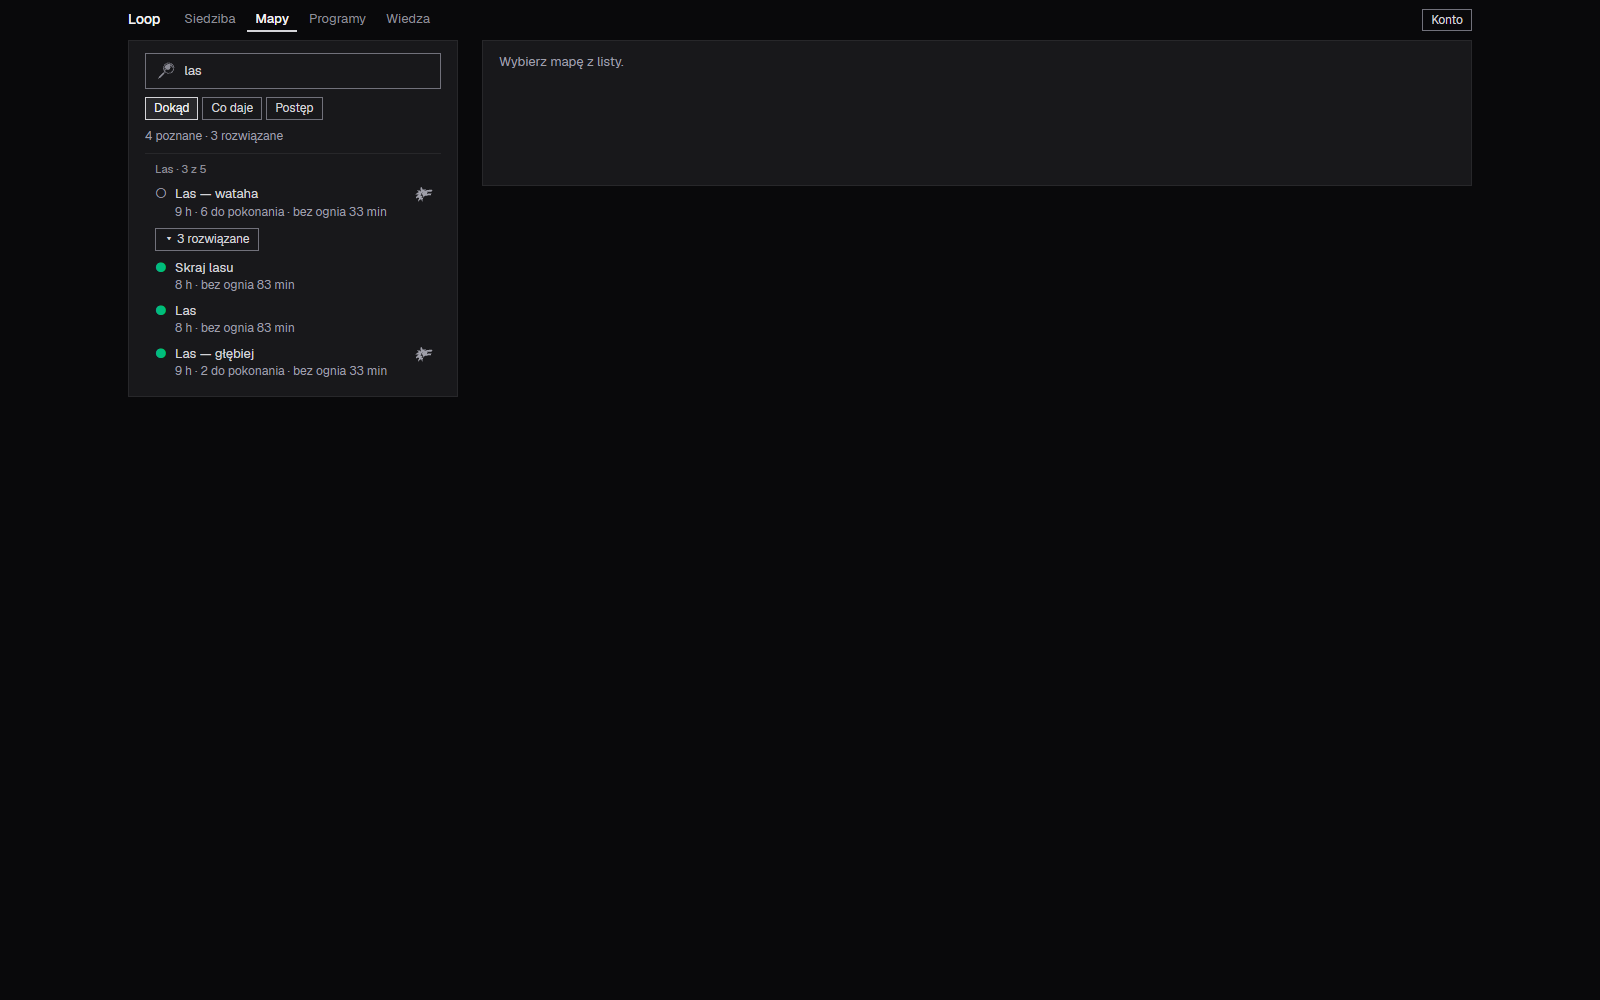 Loop Siedziba Mapy Programy Wiedza Konto
las
Dokąd Co daje Postęp
4 poznane · 3 rozwiązane
Las · 3 z 5
Las — wataha
9 h · 6 do pokonania · bez ognia 33 min
3 rozwiązane
Skraj lasu
8 h · bez ognia 83 min
Las
8 h · bez ognia 83 min
Las — głębiej
9 h · 2 do pokonania · bez ognia 33 min
Wybierz mapę z listy.